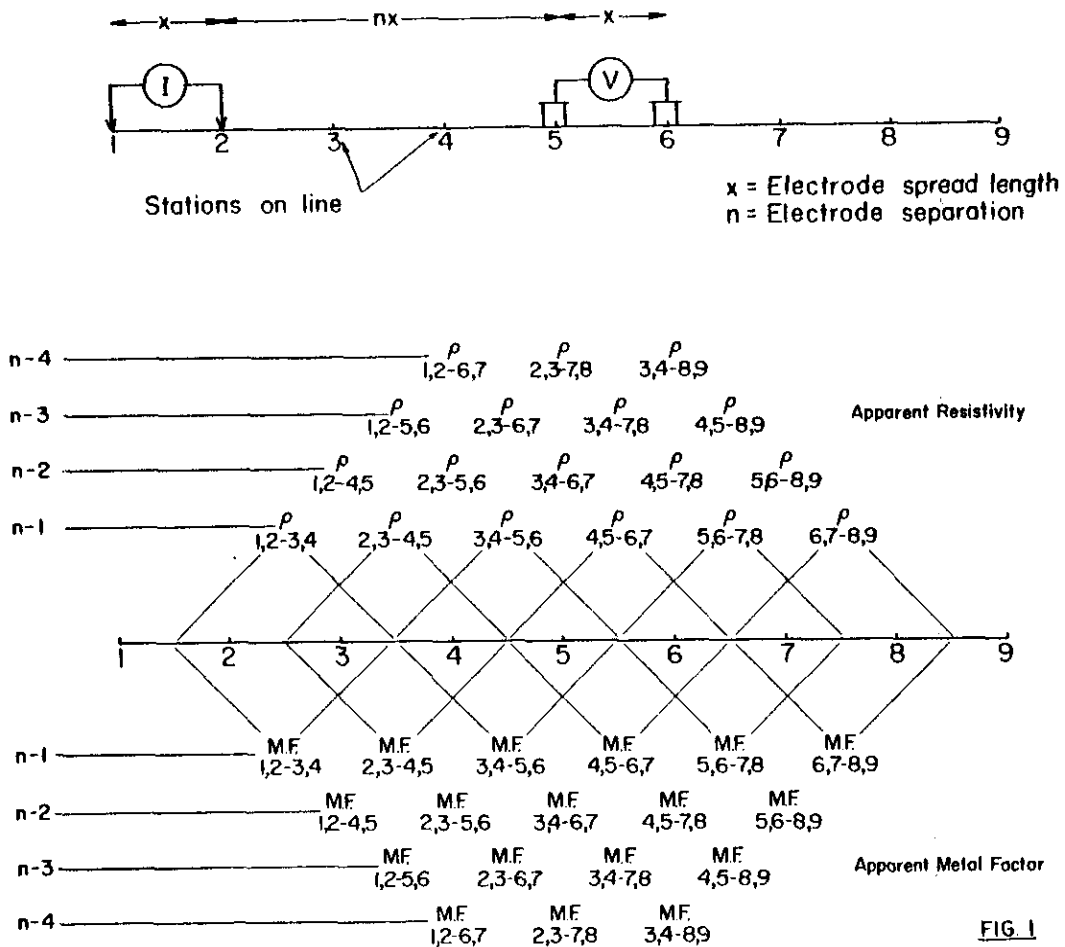 x nx x
I V
1 2 3 4 5 6 7 8 9
Stations on line
x = Electrode spread length
n = Electrode separation
n-4 ρ ρ ρ
1,2-6,7 2,3-7,8 3,4-8,9
n-3 ρ ρ ρ ρ Apparent Resistivity
1,2-5,6 2,3-6,7 3,4-7,8 4,5-8,9
n-2 ρ ρ ρ ρ ρ
1,2-4,5 2,3-5,6 3,4-6,7 4,5-7,8 5,6-8,9
n-1 ρ ρ ρ ρ ρ ρ
1,2-3,4 2,3-4,5 3,4-5,6 4,5-6,7 5,6-7,8 6,7-8,9
1 2 3 4 5 6 7 8 9
n-1 M.F. M.F. M.F. M.F. M.F. M.F.
1,2-3,4 2,3-4,5 3,4-5,6 4,5-6,7 5,6-7,8 6,7-8,9
n-2 M.F. M.F. M.F. M.F. M.F.
1,2-4,5 2,3-5,6 3,4-6,7 4,5-7,8 5,6-8,9
n-3 M.F. M.F. M.F. M.F. Apparent Metal Factor
1,2-5,6 2,3-6,7 3,4-7,8 4,5-8,9
n-4 M.F. M.F. M.F.
1,2-6,7 2,3-7,8 3,4-8,9
FIG. 1